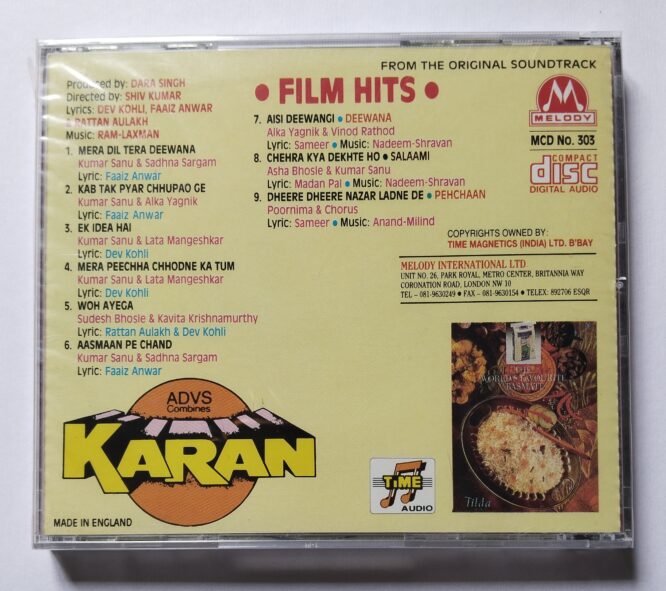 FROM THE ORIGINAL SOUNDTRACK
Produced by: DARA SINGH
Directed by: SHIV KUMAR
Lyrics: DEV KOHLI, FAAIZ ANWAR
& RATTAN AULAKH
Music: RAM-LAXMAN
1. MERA DIL TERA DEEWANA
Kumar Sanu & Sadhna Sargam
Lyric: Faaiz Anwar
2. KAB TAK PYAR CHHUPAO GE
Kumar Sanu & Alka Yagnik
Lyric: Faaiz Anwar
3. EK IDEA HAI
Kumar Sanu & Lata Mangeshkar
Lyric: Dev Kohli
4. MERA PEECHHA CHHODNE KA TUM
Kumar Sanu & Lata Mangeshkar
Lyric: Dev Kohli
5. WOH AYEGA
Sudesh Bhosle & Kavita Krishnamurthy
Lyric: Rattan Aulakh & Dev Kohli
6. AASMAAN PE CHAND
Kumar Sanu & Sadhna Sargam
Lyric: Faaiz Anwar
• FILM HITS •
7. AISI DEEWANGI • DEEWANA
Alka Yagnik & Vinod Rathod
Lyric: Sameer • Music: Nadeem-Shravan
8. CHEHRA KYA DEKHTE HO • SALAAMI
Asha Bhosle & Kumar Sanu
Lyric: Madan Pal • Music: Nadeem-Shravan
9. DHEERE DHEERE NAZAR LADNE DE • PEHCHAAN
Poornima & Chorus
Lyric: Sameer • Music: Anand-Milind
MELODY
MCD No. 303
COMPACT
disc
DIGITAL AUDIO
COPYRIGHTS OWNED BY:
TIME MAGNETICS (INDIA) LTD. B'BAY
MELODY INTERNATIONAL LTD
UNIT NO. 26, PARK ROYAL, METRO CENTER, BRITANNIA WAY
CORONATION ROAD, LONDON NW 10
TEL – 081-9630249 • FAX – 081-9630154 • TELEX: 892706 ESQR
THE
WORLD'S FAVOURITE
BASMATI
Tilda
ADVS
Combines
KARAN
TIME
AUDIO
MADE IN ENGLAND